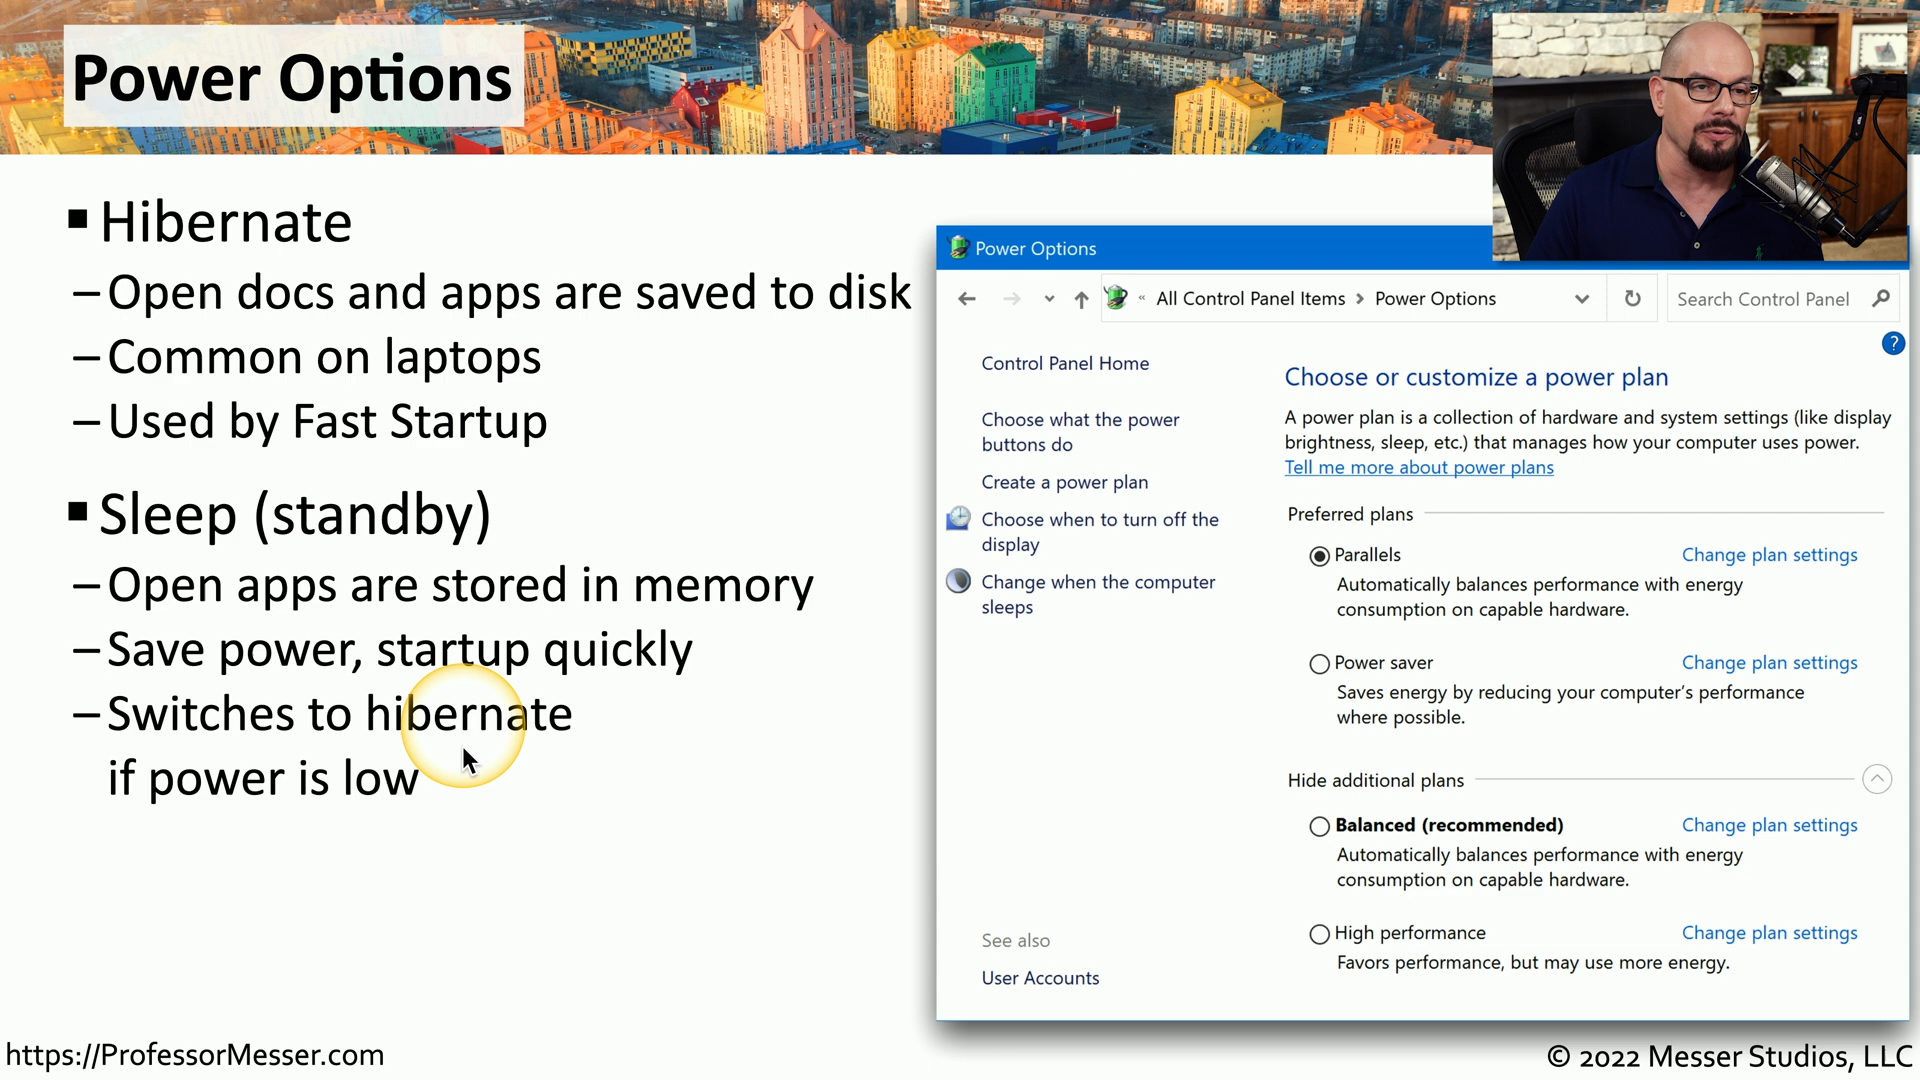 Power Options
▪ Hibernate
– Open docs and apps are saved to disk
– Common on laptops
– Used by Fast Startup
▪ Sleep (standby)
– Open apps are stored in memory
– Save power, startup quickly
– Switches to hibernate
if power is low
Power Options
« All Control Panel Items > Power Options
Search Control Panel
?
Control Panel Home
Choose what the power
buttons do
Create a power plan
Choose when to turn off the
display
Change when the computer
sleeps
See also
User Accounts
Choose or customize a power plan
A power plan is a collection of hardware and system settings (like display
brightness, sleep, etc.) that manages how your computer uses power.
Tell me more about power plans
Preferred plans
Parallels Change plan settings
Automatically balances performance with energy
consumption on capable hardware.
Power saver Change plan settings
Saves energy by reducing your computer's performance
where possible.
Hide additional plans
Balanced (recommended) Change plan settings
Automatically balances performance with energy
consumption on capable hardware.
High performance Change plan settings
Favors performance, but may use more energy.
https://ProfessorMesser.com
© 2022 Messer Studios, LLC